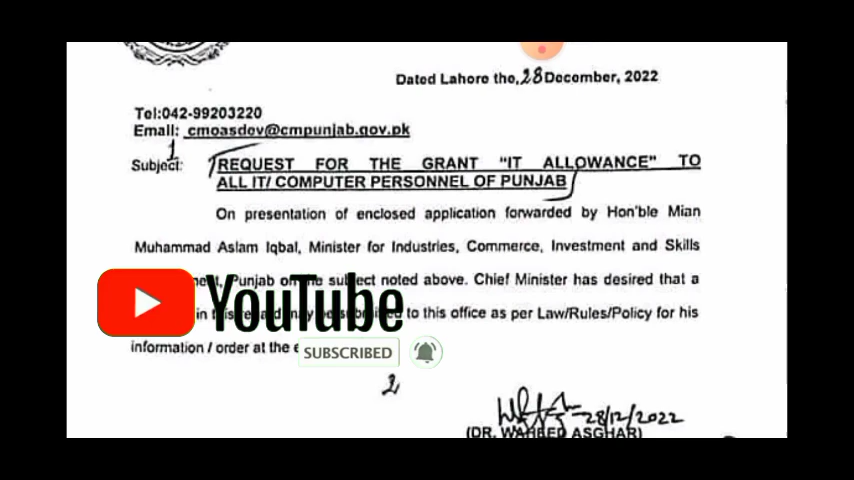 Dated Lahore the, 28 December, 2022
Tel:042-99203220
Email: cmoasdev@cmpunjab.gov.pk
1
Subject: REQUEST FOR THE GRANT "IT ALLOWANCE" TO
ALL IT/ COMPUTER PERSONNEL OF PUNJAB
On presentation of enclosed application forwarded by Hon'ble Mian
Muhammad Aslam Iqbal, Minister for Industries, Commerce, Investment and Skills
Punjab on the subject noted above. Chief Minister has desired that a
in this may be to this office as per Law/Rules/Policy for his
information / order at the
YouTube
SUBSCRIBED
2
28/12/2022
(DR. WAHEED ASGHAR)